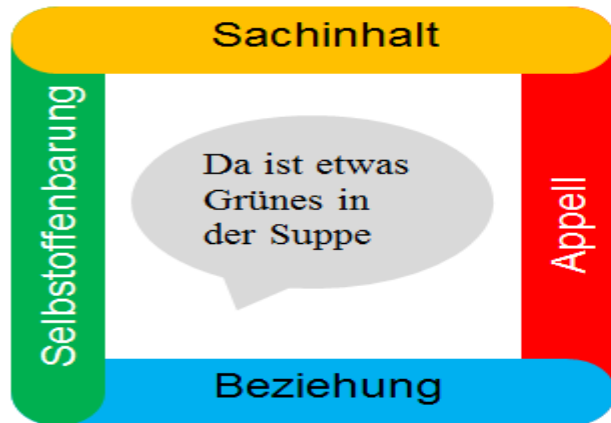 Sachinhalt
Selbstoffenbarung
Da ist etwas
Grünes in
der Suppe
Appell
Beziehung